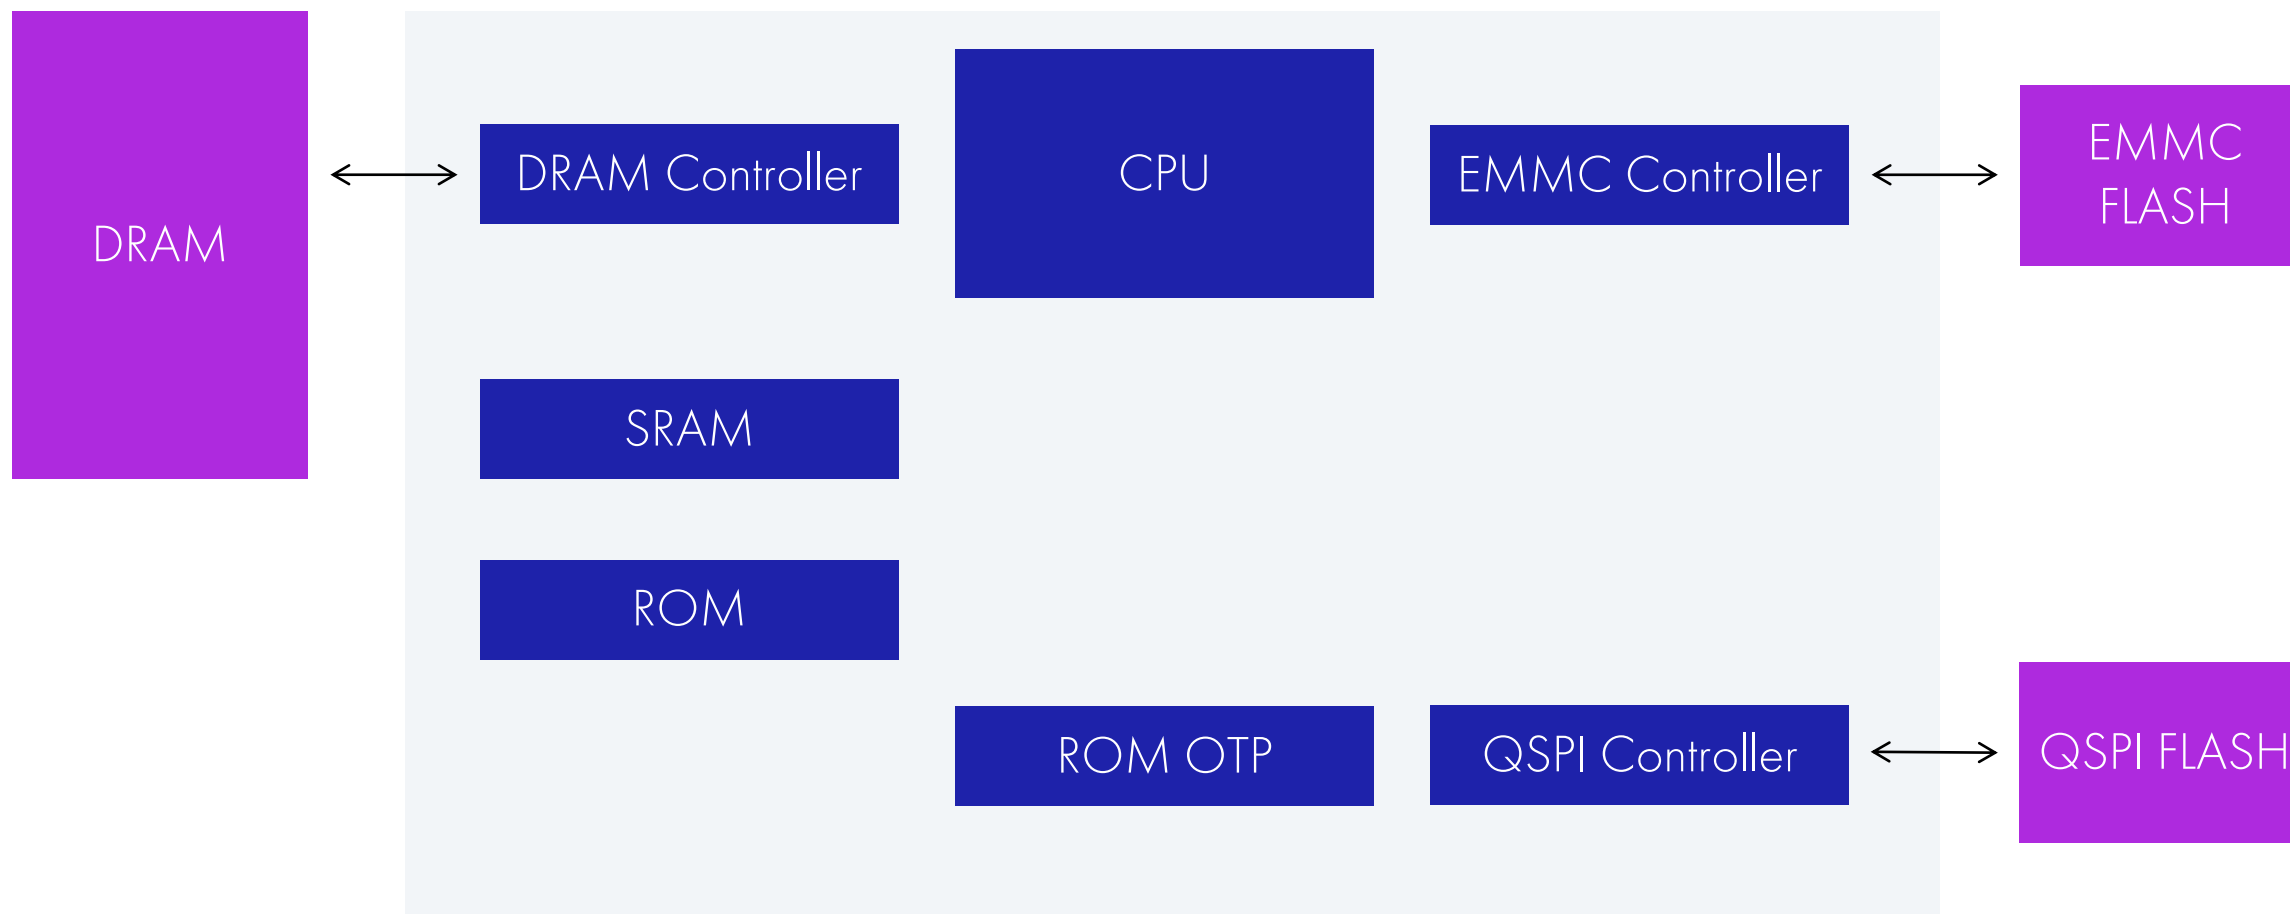 DRAM
DRAM Controller
CPU
EMMC Controller
EMMC
FLASH
SRAM
ROM
ROM OTP
QSPI Controller
QSPI FLASH